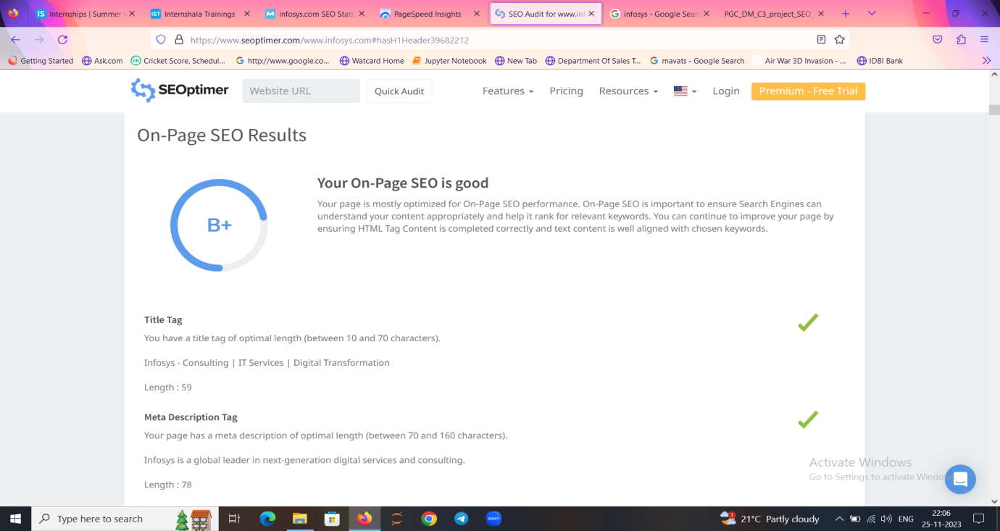 Internships | Summer
Internshala Trainings
infosys.com SEO Stats
PageSpeed Insights
SEO Audit for www.inf
infosys - Google Searc
PGC_DM_C3_project_SEO_
https://www.seoptimer.com/www.infosys.com#hasH1Header39682212
Getting Started
Ask.com
Cricket Score, Schedul...
http://www.google.co...
Watcard Home
Jupyter Notebook
New Tab
Department Of Sales T...
mavats - Google Search
Air War 3D Invasion - ...
IDBI Bank
SEOptimer
Website URL
Quick Audit
Features
Pricing
Resources
Login
Premium - Free Trial
On-Page SEO Results
B+
Your On-Page SEO is good
Your page is mostly optimized for On-Page SEO performance. On-Page SEO is important to ensure Search Engines can
understand your content appropriately and help it rank for relevant keywords. You can continue to improve your page by
ensuring HTML Tag Content is completed correctly and text content is well aligned with chosen keywords.
Title Tag
You have a title tag of optimal length (between 10 and 70 characters).
Infosys - Consulting | IT Services | Digital Transformation
Length : 59
Meta Description Tag
Your page has a meta description of optimal length (between 70 and 160 characters).
Infosys is a global leader in next-generation digital services and consulting.
Length : 78
Activate Windows
Go to Settings to activate Windows
Type here to search
zoom
1
21°C Partly cloudy
ENG
22:06
25-11-2023